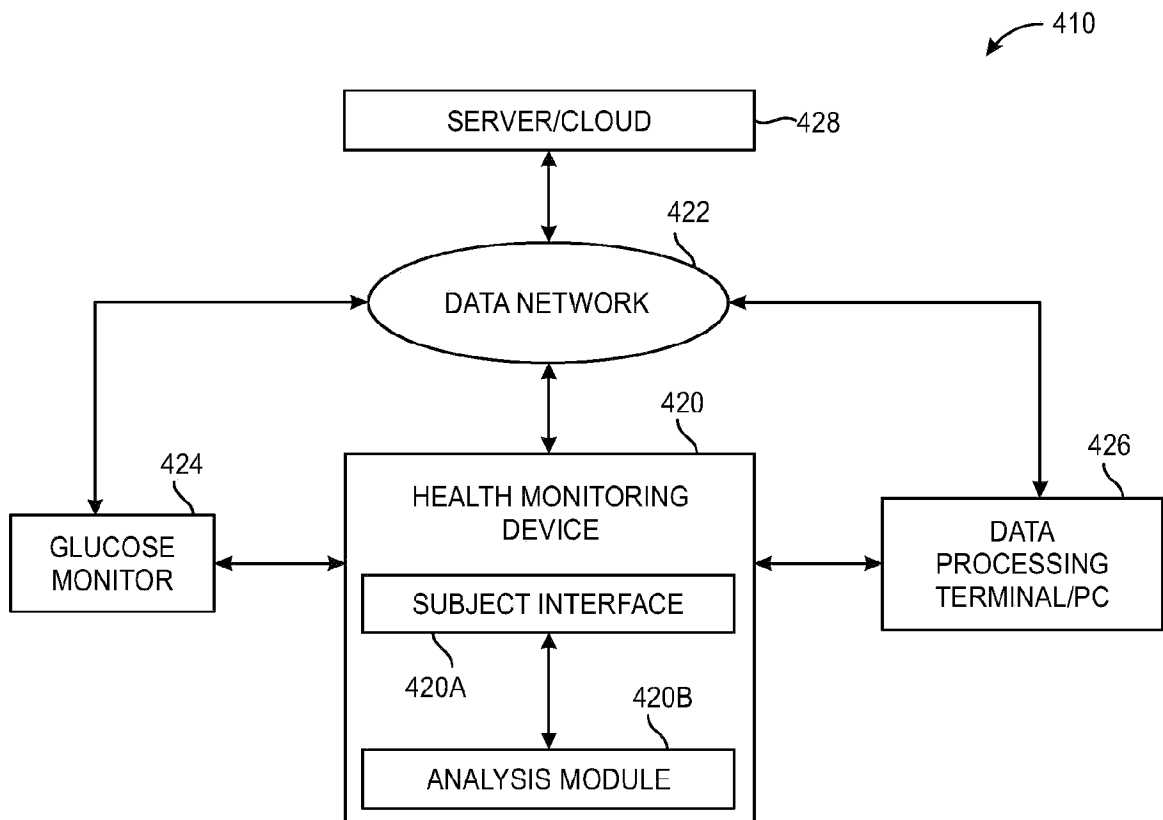 410
SERVER/CLOUD
428
422
DATA NETWORK
420
426
424
HEALTH MONITORING
DEVICE
GLUCOSE
MONITOR
DATA
PROCESSING
TERMINAL/PC
SUBJECT INTERFACE
420A
420B
ANALYSIS MODULE